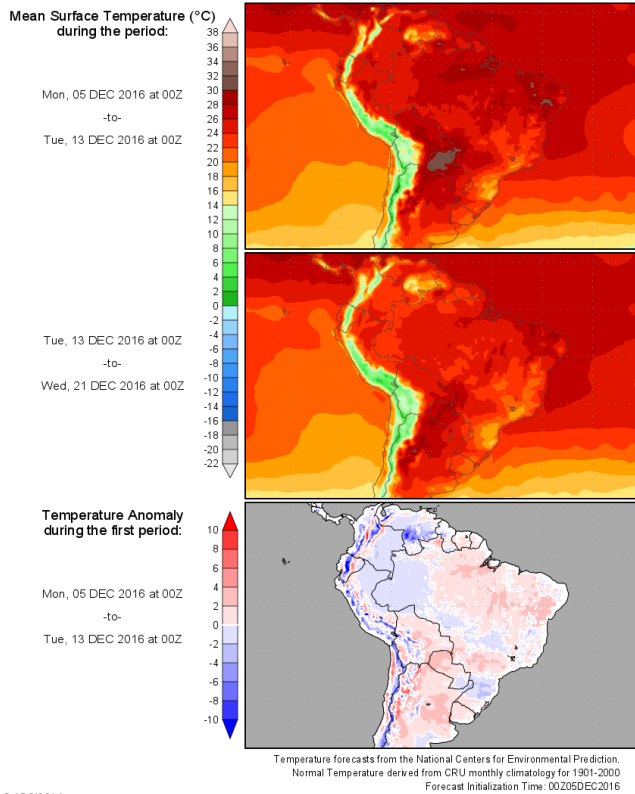 Mean Surface Temperature (°C)
during the period:
38
36
34
32
30
28
26
24
22
20
18
16
14
12
10
8
6
4
2
0
-2
-4
-6
-8
-10
-12
-14
-16
-18
-20
-22
Mon, 05 DEC 2016 at 00Z
-to-
Tue, 13 DEC 2016 at 00Z
Tue, 13 DEC 2016 at 00Z
-to-
Wed, 21 DEC 2016 at 00Z
Temperature Anomaly
during the first period:
10
8
6
4
2
0
-2
-4
-6
-8
-10
Mon, 05 DEC 2016 at 00Z
-to-
Tue, 13 DEC 2016 at 00Z
Temperature forecasts from the National Centers for Environmental Prediction.
Normal Temperature derived from CRU monthly climatology for 1901-2000
Forecast Initialization Time: 00Z05DEC2016